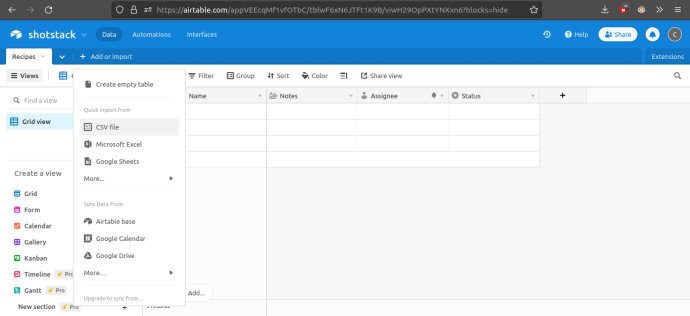 https://airtable.com/appVEEcqMf1vfOTbC/tblwF6xN6JTFt1K9B/viwH29OpPXtYNXxn6?blocks=hide
shotstack
Data
Automations
Interfaces
Help
Share
C
Recipes
Add or import
Extensions
Views
Filter
Group
Sort
Color
Share view
Find a view
Grid view
Create a view
Grid
Form
Calendar
Gallery
Kanban
Timeline
Pro
Gantt
Pro
New section
Pro
Create empty table
Quick import from
CSV file
Microsoft Excel
Google Sheets
More...
Sync Data From
Airtable base
Google Calendar
Google Drive
More...
Upgrade to sync from...
Name
Notes
Assignee
Status
Add...